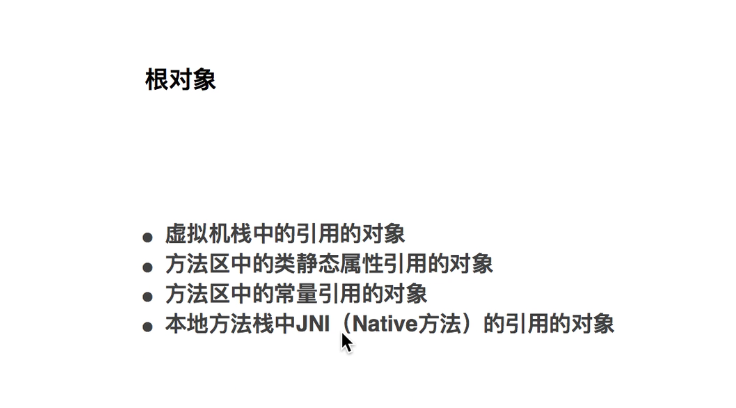 根对象
虚拟机栈中的引用的对象
方法区中的类静态属性引用的对象
方法区中的常量引用的对象
本地方法栈中JNI（Native方法）的引用的对象